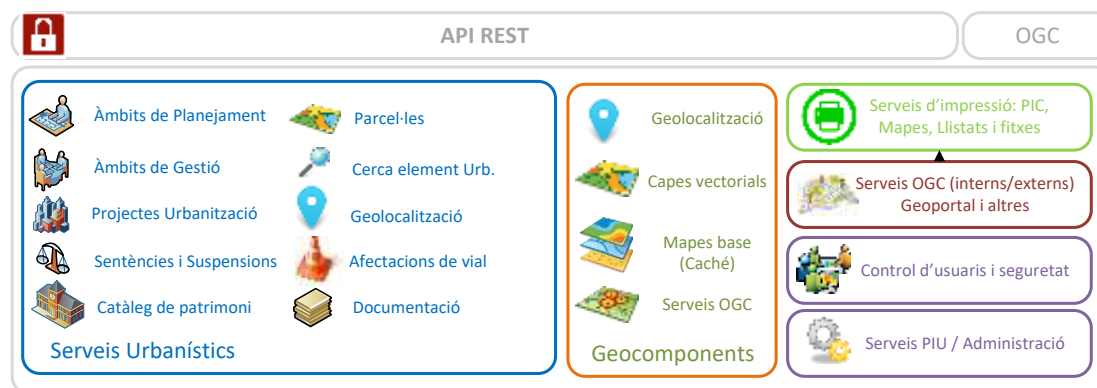 API REST
OGC
Àmbits de Planejament
Àmbits de Gestió
Projectes Urbanització
Sentències i Suspensions
Catàleg de patrimoni
Parcel·les
Cerca element Urb.
Geolocalització
Afectacions de vial
Documentació
Serveis Urbanístics
Geolocalització
Capes vectorials
Mapes base
(Caché)
Serveis OGC
Geocomponents
Serveis d'impressió: PIC,
Mapes, Llistats i fitxes
Serveis OGC (interns/externs)
Geoportal i altres
Control d'usuaris i seguretat
Serveis PIU / Administració